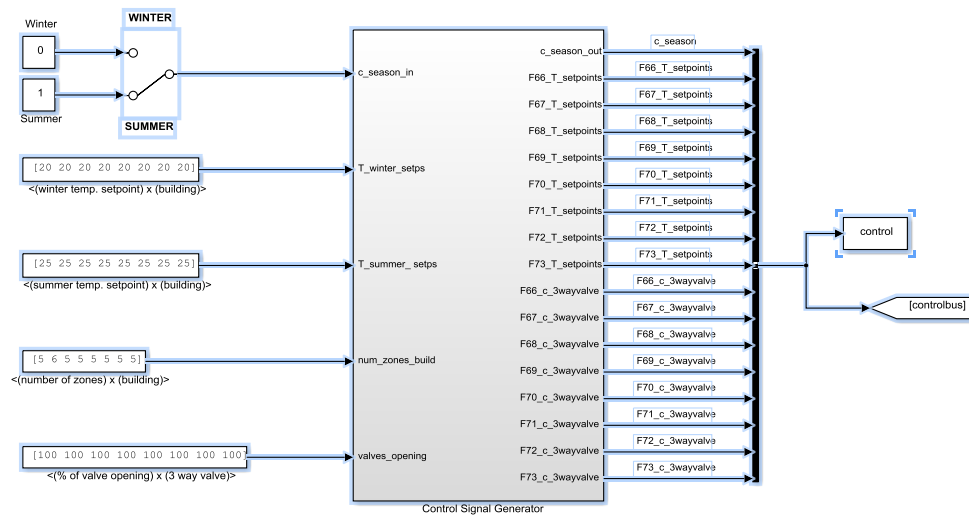 Winter
WINTER
0
1
Summer
SUMMER
[20 20 20 20 20 20 20 20]
<(winter temp. setpoint) x (building)>
[25 25 25 25 25 25 25 25]
<(summer temp. setpoint) x (building)>
[5 6 5 5 5 5 5 5]
<(number of zones) x (building)>
[100 100 100 100 100 100 100 100]
<(% of valve opening) x (3 way valve)>
c_season_in
T_winter_setps
T_summer_ setps
num_zones_build
valves_opening
c_season_out
F66_T_setpoints
F67_T_setpoints
F68_T_setpoints
F69_T_setpoints
F70_T_setpoints
F71_T_setpoints
F72_T_setpoints
F73_T_setpoints
F66_c_3wayvalve
F67_c_3wayvalve
F68_c_3wayvalve
F69_c_3wayvalve
F70_c_3wayvalve
F71_c_3wayvalve
F72_c_3wayvalve
F73_c_3wayvalve
Control Signal Generator
c_season
F66_T_setpoints
F67_T_setpoints
F68_T_setpoints
F69_T_setpoints
F70_T_setpoints
F71_T_setpoints
F72_T_setpoints
F73_T_setpoints
F66_c_3wayvalve
F67_c_3wayvalve
F68_c_3wayvalve
F69_c_3wayvalve
F70_c_3wayvalve
F71_c_3wayvalve
F72_c_3wayvalve
F73_c_3wayvalve
control
[controlbus]